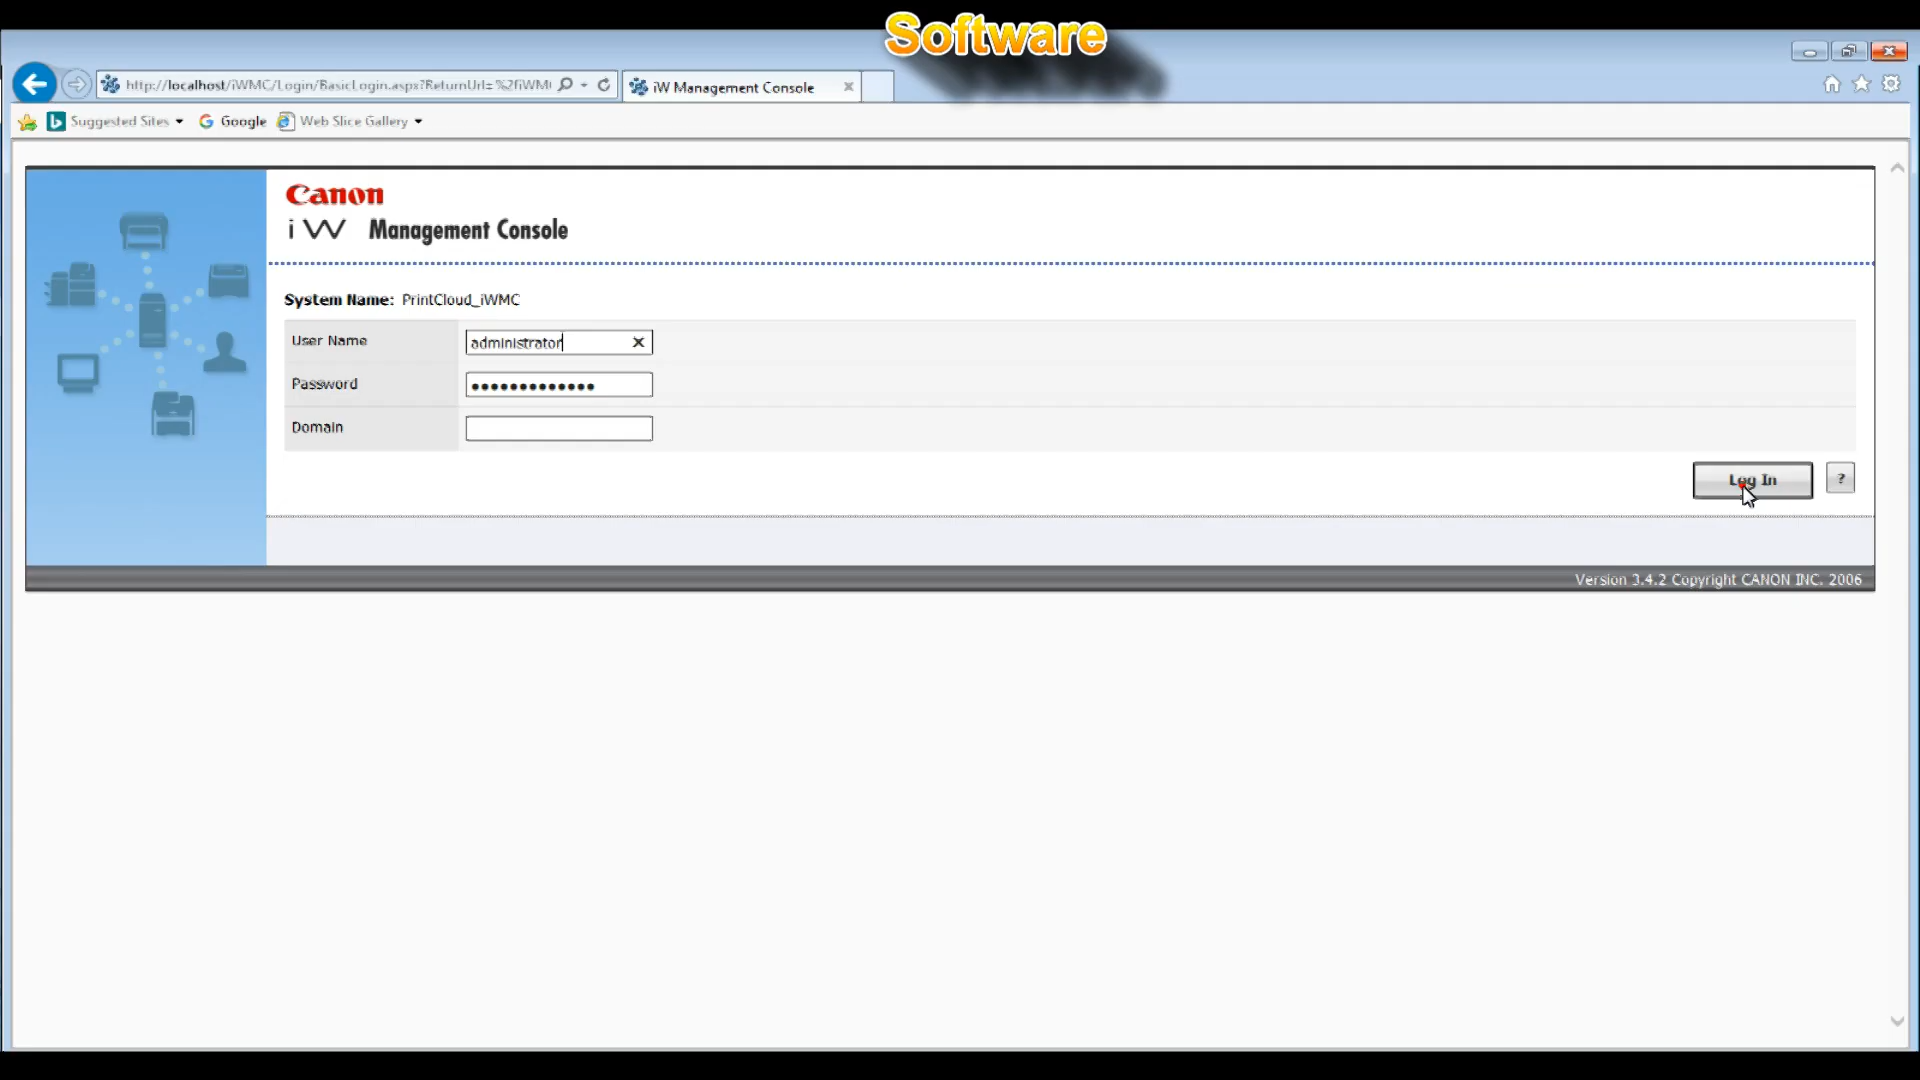 Software
http://localhost/iWMC/Login/BasicLogin.aspx?ReturnUrl=%2fiWM
iW Management Console
Suggested Sites
Google
Web Slice Gallery
Canon
iW Management Console
System Name: PrintCloud_iWMC
User Name
administrator
Password
•••••••••••••
Domain
Log In
?
Version 3.4.2 Copyright CANON INC. 2006